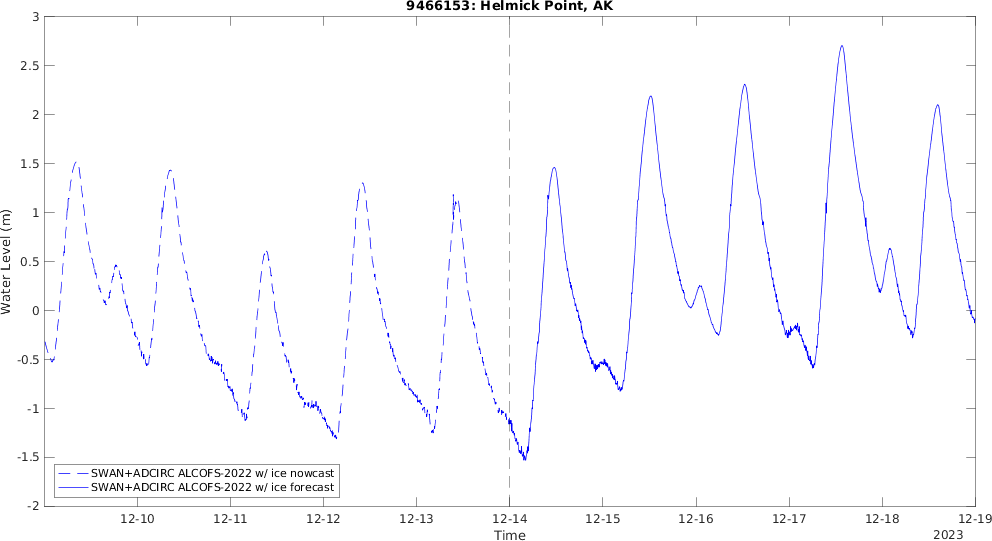 9466153: Helmick Point, AK
3
2.5
2
1.5
1
0.5
0
-0.5
-1
-1.5
-2
Water Level (m)
SWAN+ADCIRC ALCOFS-2022 w/ ice nowcast
SWAN+ADCIRC ALCOFS-2022 w/ ice forecast
12-10 12-11 12-12 12-13 12-14 12-15 12-16 12-17 12-18 12-19
Time
2023